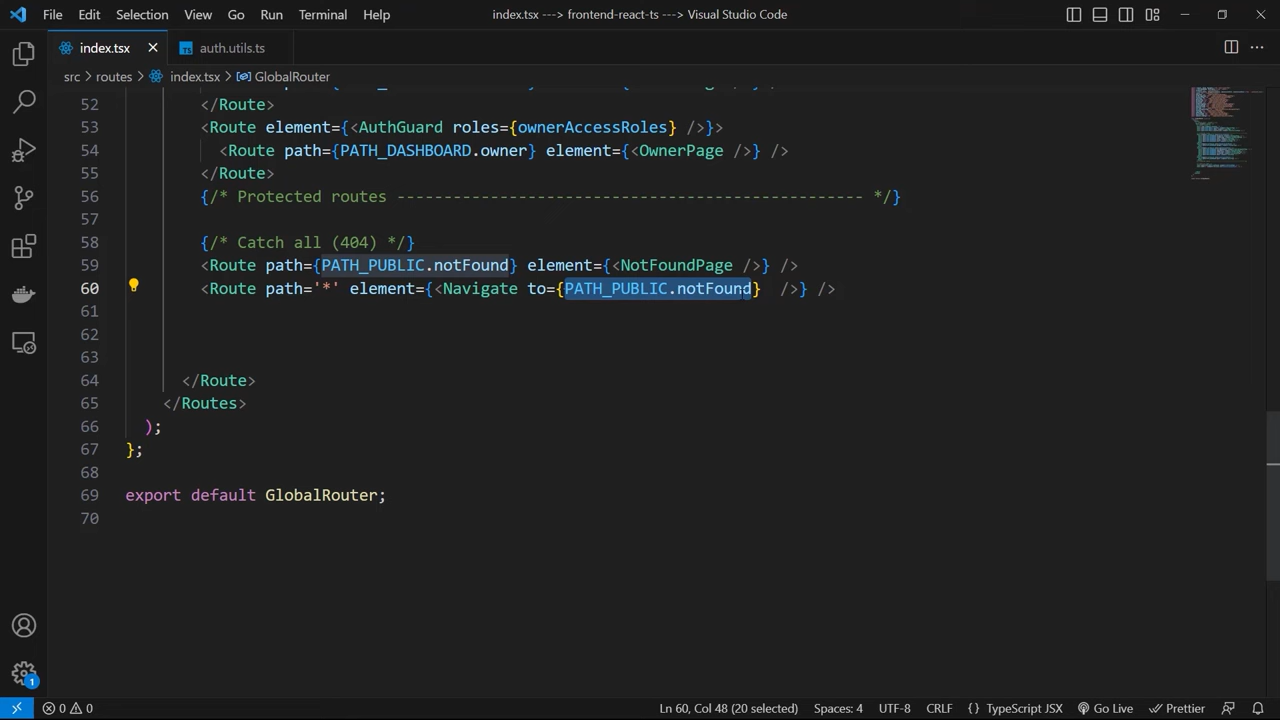 File Edit Selection View Go Run Terminal Help index.tsx ---> frontend-react-ts ---> Visual Studio Code
index.tsx auth.utils.ts
src > routes > index.tsx > GlobalRouter
52 </Route>
53 <Route element={<AuthGuard roles={ownerAccessRoles} />}>
54 <Route path={PATH_DASHBOARD.owner} element={<OwnerPage />} />
55 </Route>
56 {/* Protected routes -------------------------------------------------- */}
57
58 {/* Catch all (404) */}
59 <Route path={PATH_PUBLIC.notFound} element={<NotFoundPage />} />
60 <Route path='*' element={<Navigate to={PATH_PUBLIC.notFound}  />} />
61
62
63
64 </Route>
65 </Routes>
66 );
67 };
68
69 export default GlobalRouter;
70
1
0 0 Ln 60, Col 48 (20 selected) Spaces: 4 UTF-8 CRLF {} TypeScript JSX Go Live Prettier